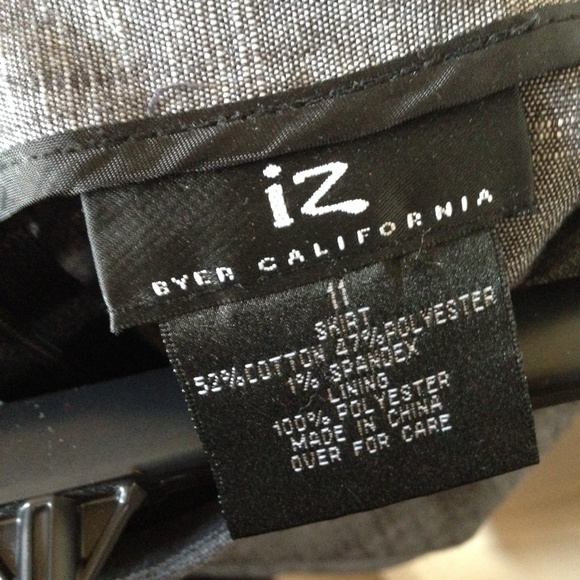 iz
BYER CALIFORNIA
11
SKIRT
52%COTTON 47%POLYESTER
1% SPANDEX
LINING
100% POLYESTER
MADE IN CHINA
OVER FOR CARE